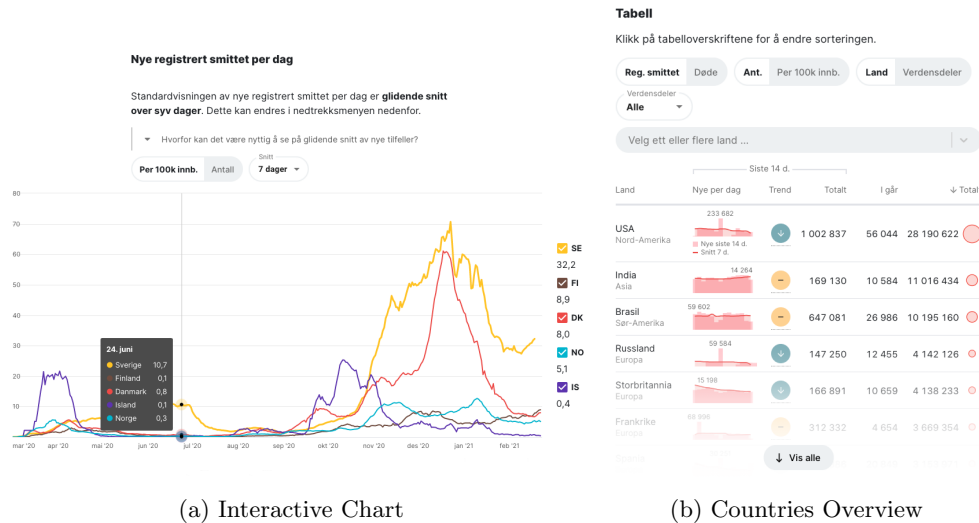 Nye registrert smittet per dag
Standardvisningen av nye registrert smittet per dag er glidende snitt
over syv dager. Dette kan endres i nedtrekksmenyen nedenfor.
Hvorfor kan det være nyttig å se på glidende snitt av nye tilfeller?
Per 100k innb. Antall
Snitt
7 dager
80
70
60
50
40
30
20
10
24. juni
Sverige 10,7
Finland 0,1
Danmark 0,8
Island 0,1
Norge 0,3
mar '20 apr '20 mai '20 jun '20 jul '20 aug '20 sep '20 okt '20 nov '20 des '20 jan '21 feb '21
SE
32,2
FI
8,9
DK
8,0
NO
5,1
IS
0,4
(a) Interactive Chart
Tabell
Klikk på tabelloverskriftene for å endre sorteringen.
Reg. smittet Døde Ant. Per 100k innb. Land Verdensdeler
Verdensdeler
Alle
Velg ett eller flere land ...
Siste 14 d.
Land Nye per dag Trend Totalt I går ↓ Total
233 682
USA 1 002 837 56 044 28 190 622
Nord-Amerika
Nye siste 14 d.
Snitt 7 d.
14 264
India 169 130 10 584 11 016 434
Asia
59 602
Brasil 647 081 26 986 10 195 160
Sør-Amerika
59 584
Russland 147 250 12 455 4 142 126
Europa
15 198
Storbritannia 166 891 10 659 4 138 233
Europa
Frankrike 312 332 4 654 3 669 354
Europa
↓ Vis alle
(b) Countries Overview